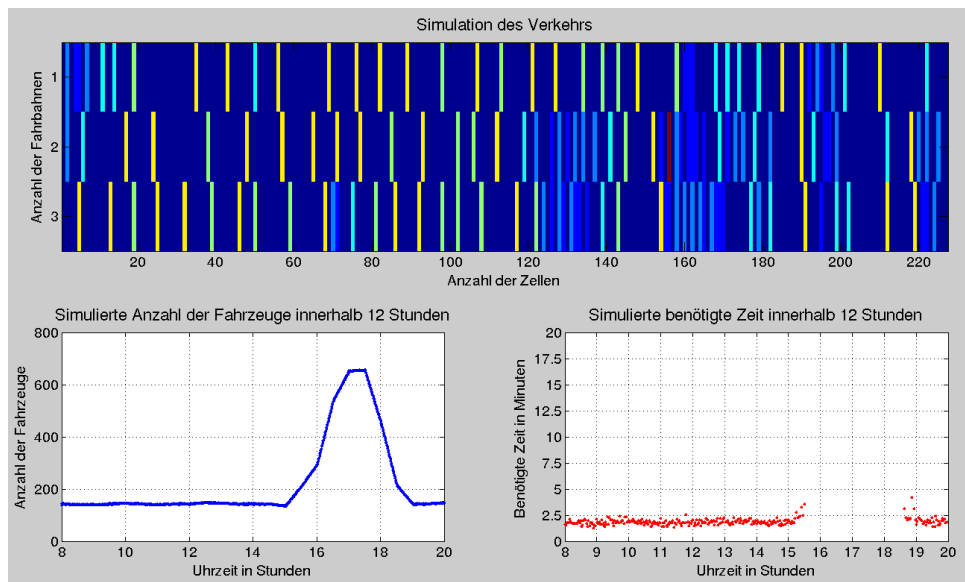 Simulation des Verkehrs
Anzahl der Fahrbahnen
1
2
3
20 40 60 80 100 120 140 160 180 200 220
Anzahl der Zellen
Simulierte Anzahl der Fahrzeuge innerhalb 12 Stunden
Anzahl der Fahrzeuge
800
600
400
200
0
8 10 12 14 16 18 20
Uhrzeit in Stunden
Simulierte benötigte Zeit innerhalb 12 Stunden
Benötigte Zeit in Minuten
20
17.5
15
12.5
10
7.5
5
2.5
0
8 9 10 11 12 13 14 15 16 17 18 19 20
Uhrzeit in Stunden